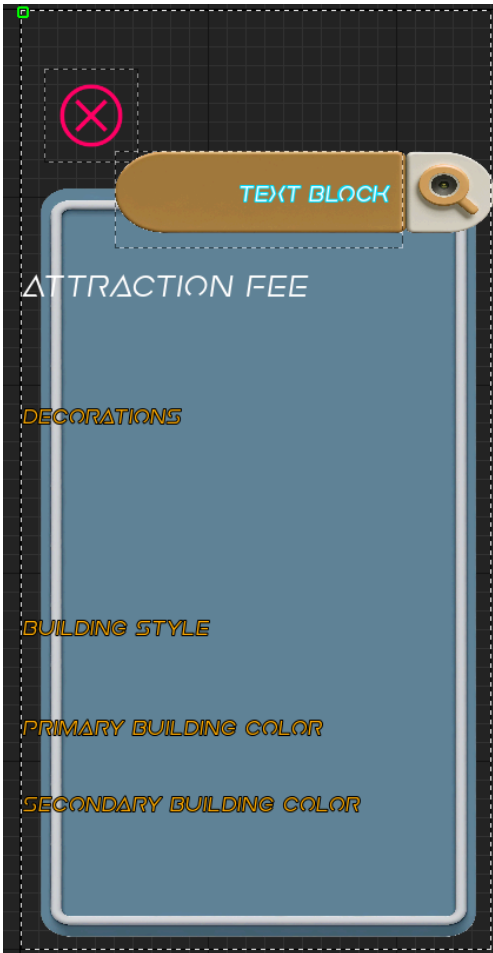 TEXT BLOCK
ATTRACTION FEE
DECORATIONS
BUILDING STYLE
PRIMARY BUILDING COLOR
SECONDARY BUILDING COLOR